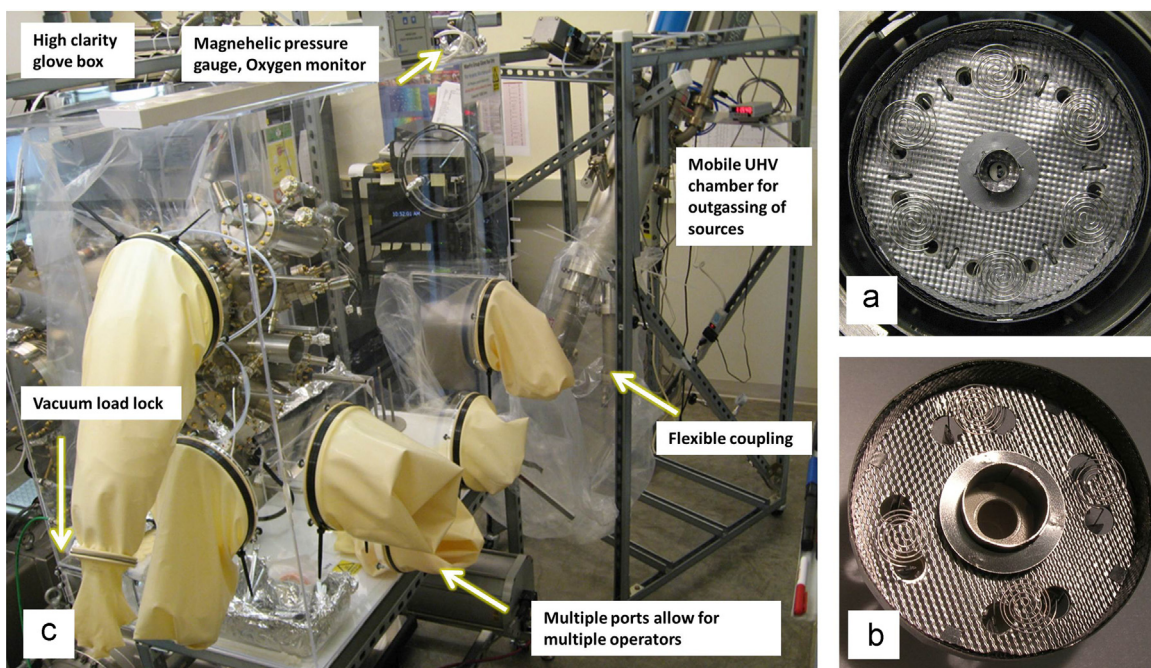 High clarity
glove box
Magnehelic pressure
gauge, Oxygen monitor
Mobile UHV
chamber for
outgassing of
sources
Vacuum load lock
Flexible coupling
Multiple ports allow for
multiple operators
c
a
b